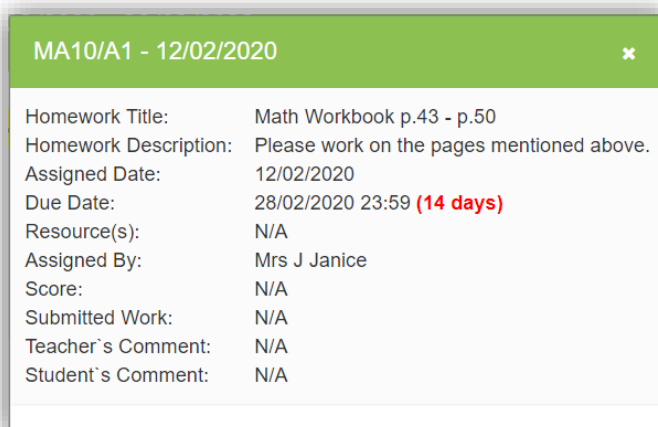 MA10/A1 - 12/02/2020
Homework Title: Math Workbook p.43 - p.50
Homework Description: Please work on the pages mentioned above.
Assigned Date: 12/02/2020
Due Date: 28/02/2020 23:59 (14 days)
Resource(s): N/A
Assigned By: Mrs J Janice
Score: N/A
Submitted Work: N/A
Teacher`s Comment: N/A
Student`s Comment: N/A